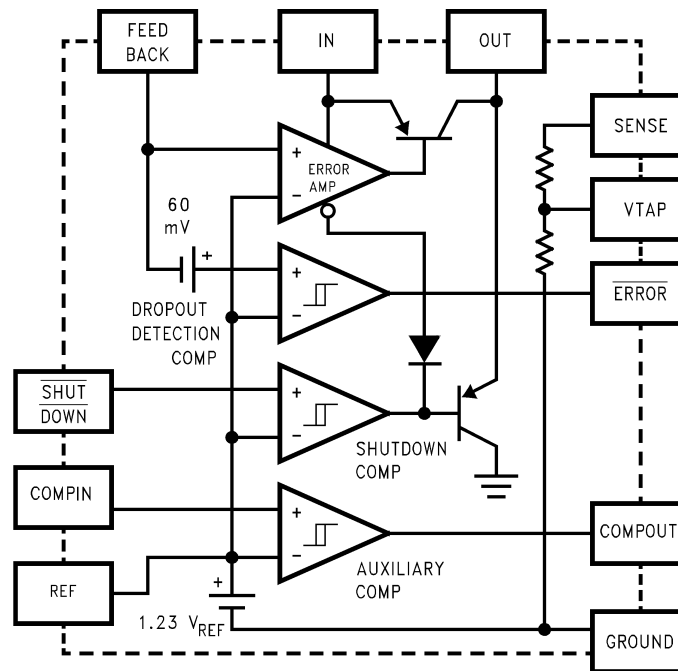 FEED
BACK
IN
OUT
SENSE
+
ERROR
AMP
−
60
mV
VTAP
+
+
ERROR
DROPOUT
DETECTION
COMP
−
SHUT
DOWN
+
−
SHUTDOWN
COMP
COMPIN
+
COMPOUT
REF
−
AUXILIARY
COMP
+
1.23 VREF
GROUND